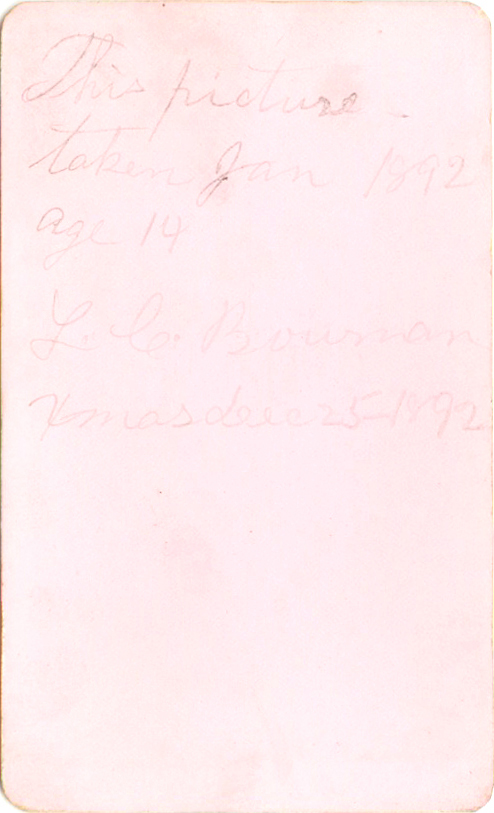 This picture
taken Jan 1892
age 14
L. C. Bowman
Xmas dec 25 1892